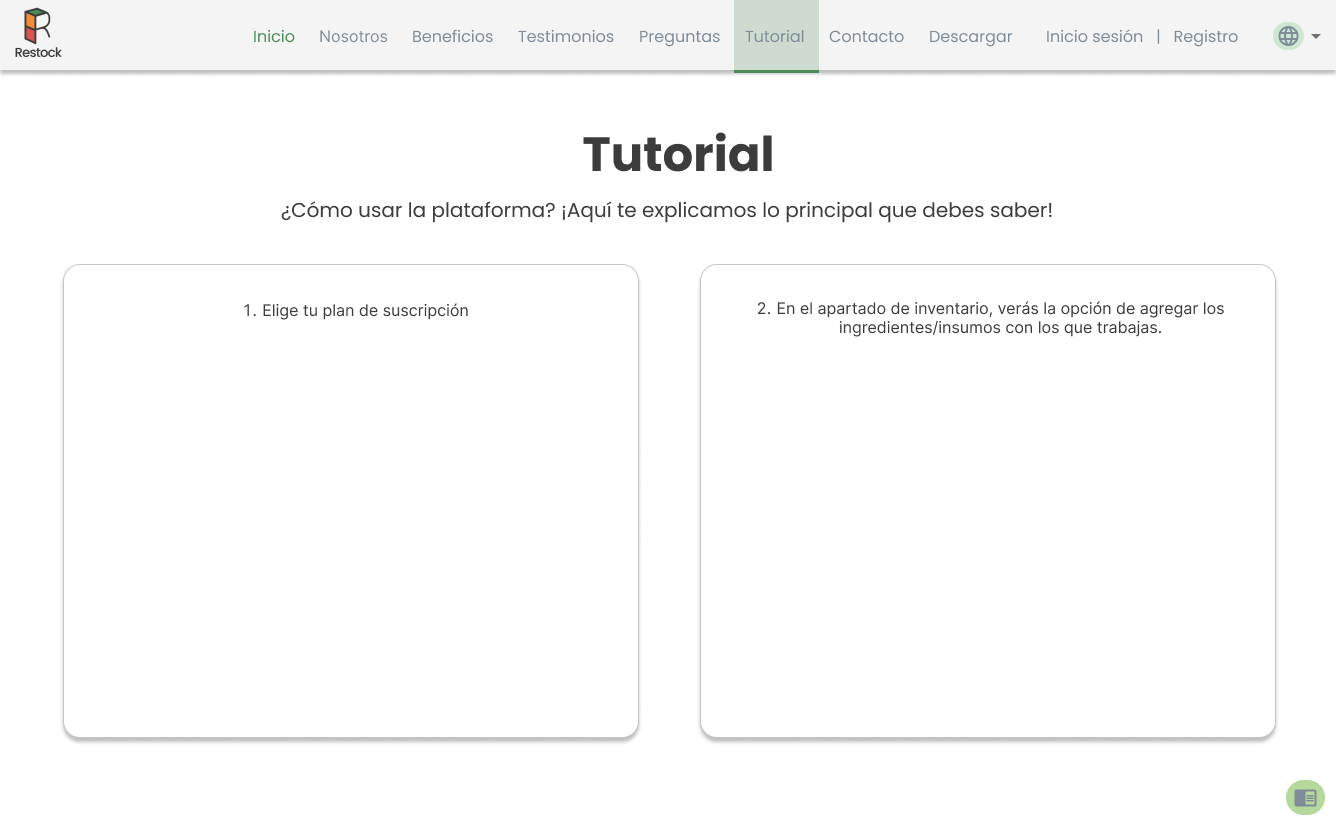 Restock
Inicio Nosotros Beneficios Testimonios Preguntas Tutorial Contacto Descargar Inicio sesión | Registro
Tutorial
¿Cómo usar la plataforma? ¡Aquí te explicamos lo principal que debes saber!
1. Elige tu plan de suscripción
2. En el apartado de inventario, verás la opción de agregar los
ingredientes/insumos con los que trabajas.